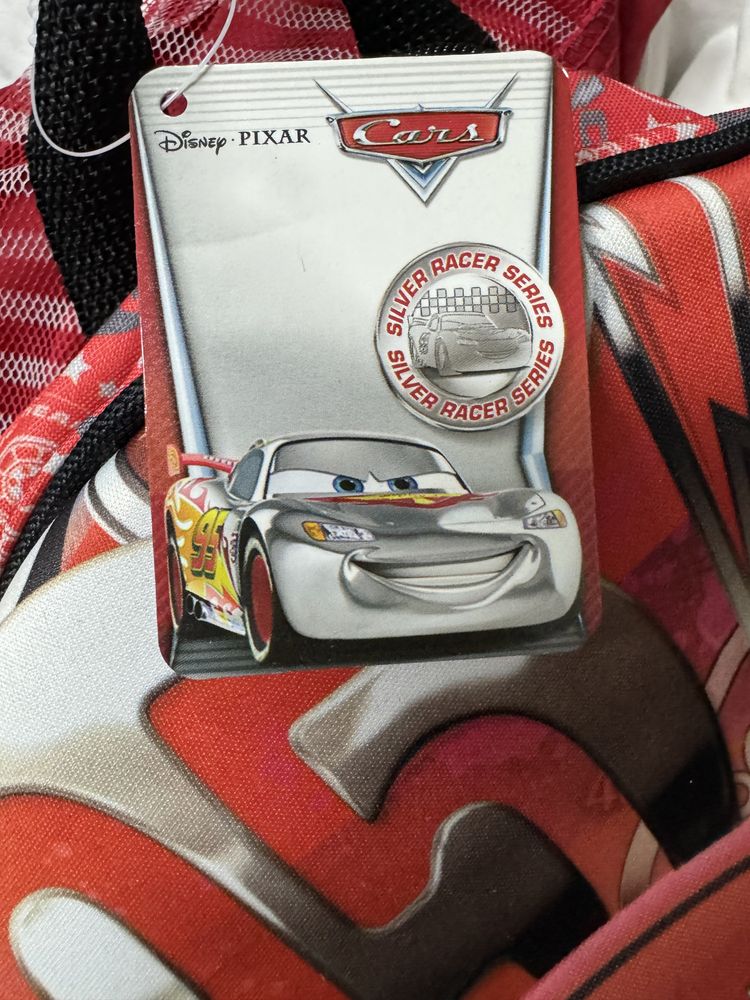 Disney · PIXAR
Cars
SILVER RACER SERIES
SILVER RACER SERIES
95